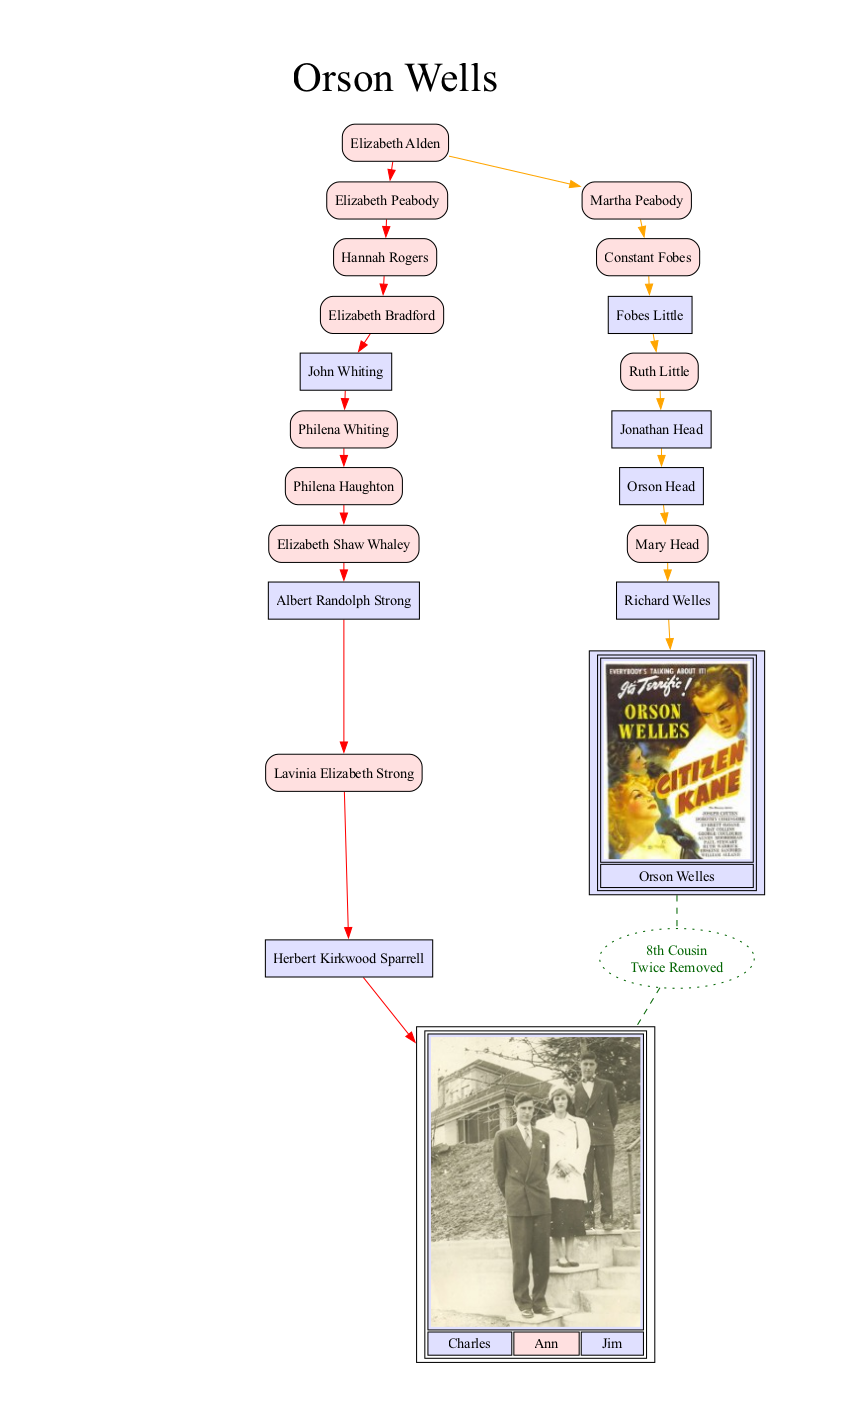 Orson Wells
Elizabeth Alden
Elizabeth Peabody
Martha Peabody
Hannah Rogers
Constant Fobes
Elizabeth Bradford
Fobes Little
John Whiting
Ruth Little
Philena Whiting
Jonathan Head
Philena Haughton
Orson Head
Elizabeth Shaw Whaley
Mary Head
Albert Randolph Strong
Richard Welles
EVERYBODY'S TALKING ABOUT IT!
It's Terrific!
ORSON
WELLES
CITIZEN
KANE
Lavinia Elizabeth Strong
Orson Welles
Herbert Kirkwood Sparrell
8th Cousin
Twice Removed
Charles
Ann
Jim